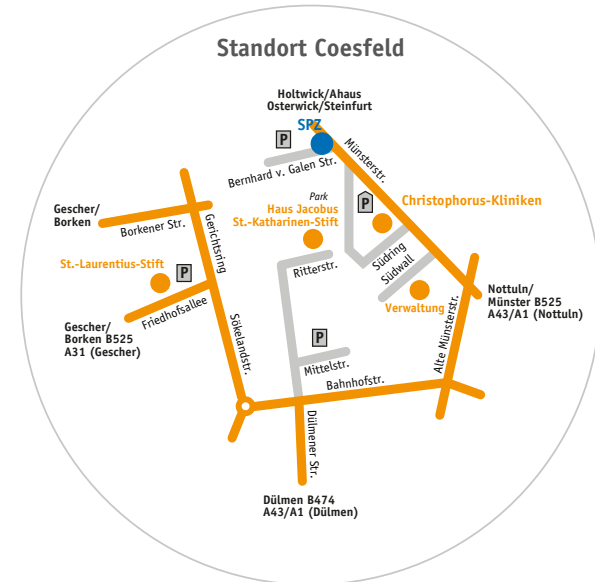 Standort Coesfeld
Holtwick/Ahaus
Osterwick/Steinfurt
SPZ
P
Münsterstr.
Bernhard v. Galen Str.
Park
Haus Jacobus
St.-Katharinen-Stift
P
Christophorus-Kliniken
Gescher/
Borken
Borkener Str.
Gerichtsring
St.-Laurentius-Stift
P
Ritterstr.
Südring
Südwall
Verwaltung
Nottuln/
Münster B525
A43/A1 (Nottuln)
Friedhofsallee
Gescher/
Borken B525
A31 (Gescher)
Sökelandstr.
P
Mittelstr.
Alte Münsterstr.
Bahnhofstr.
Dülmener Str.
Dülmen B474
A43/A1 (Dülmen)